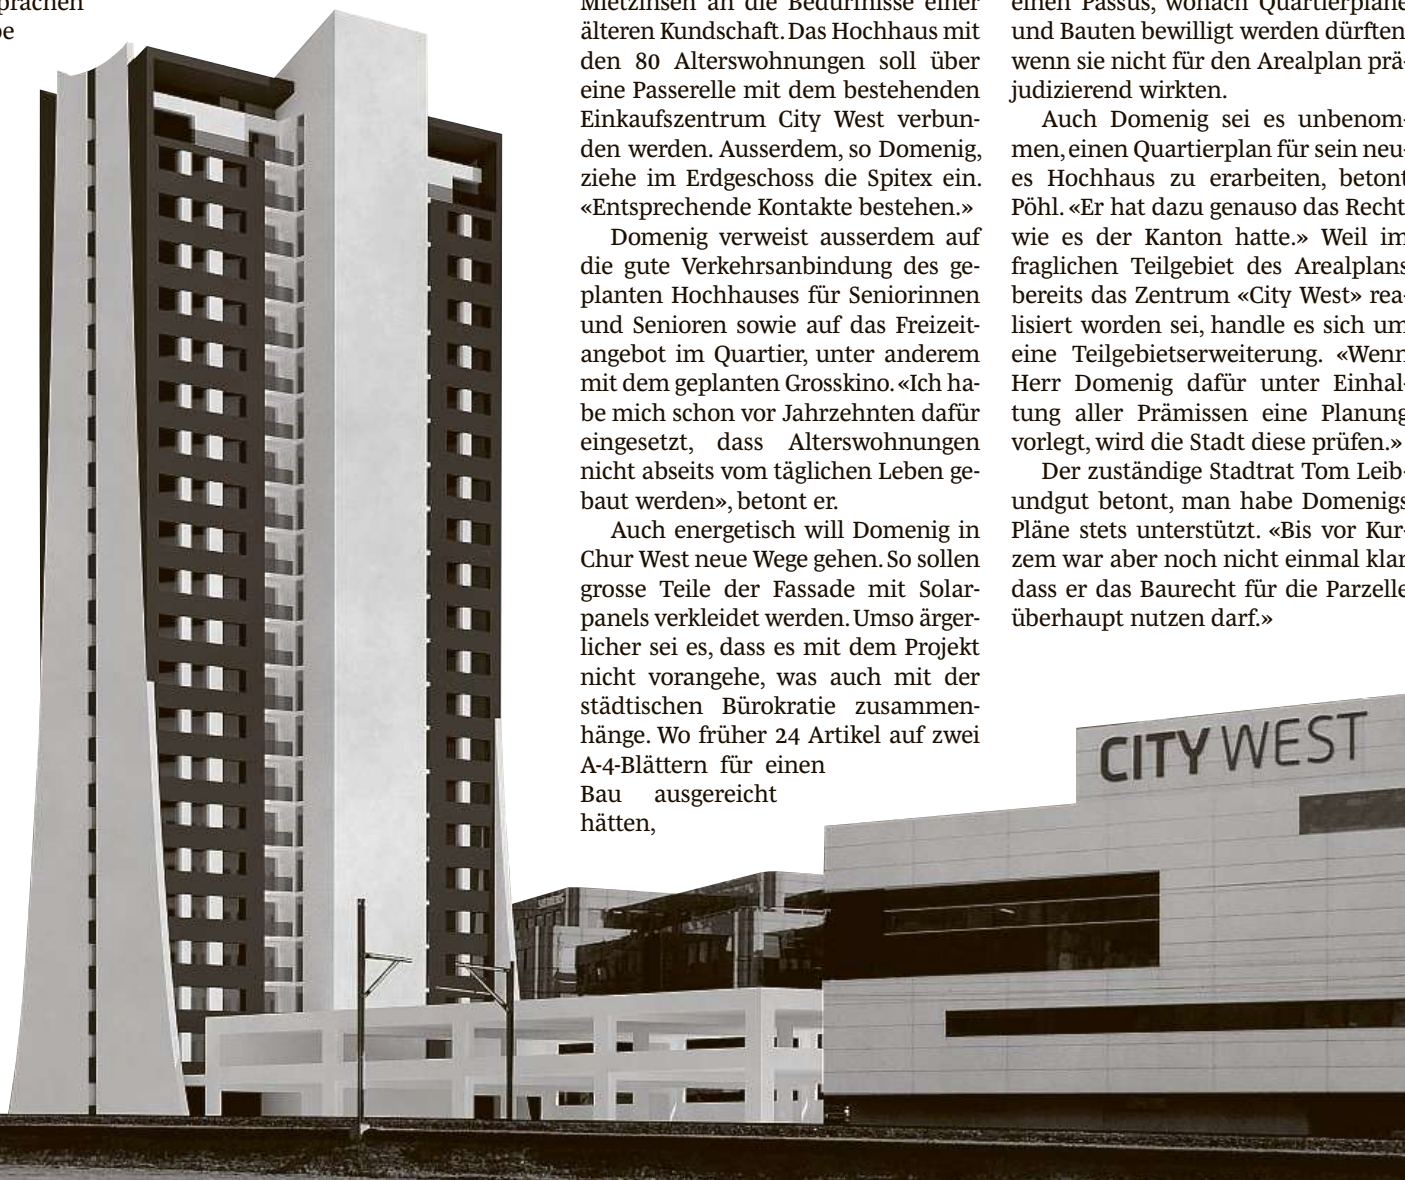 prachen
Mietzinsen an die Bedürfnisse einer
älteren Kundschaft. Das Hochhaus mit
den 80 Alterswohnungen soll über
eine Passerelle mit dem bestehenden
Einkaufszentrum City West verbun-
den werden. Ausserdem, so Domenig,
ziehe im Erdgeschoss die Spitex ein.
«Entsprechende Kontakte bestehen.»
Domenig verweist ausserdem auf
die gute Verkehrsanbindung des ge-
planten Hochhauses für Seniorinnen
und Senioren sowie auf das Freizeit-
angebot im Quartier, unter anderem
mit dem geplanten Grosskino. «Ich ha-
be mich schon vor Jahrzehnten dafür
eingesetzt, dass Alterswohnungen
nicht abseits vom täglichen Leben ge-
baut werden», betont er.
Auch energetisch will Domenig in
Chur West neue Wege gehen. So sollen
grosse Teile der Fassade mit Solar-
panels verkleidet werden. Umso ärger-
licher sei es, dass es mit dem Projekt
nicht vorangehe, was auch mit der
städtischen Bürokratie zusammen-
hänge. Wo früher 24 Artikel auf zwei
A-4-Blättern für einen
Bau ausgereicht
hätten,
einen Passus, wonach Quartierpläne
und Bauten bewilligt werden dürften
wenn sie nicht für den Arealplan prä-
judizierend wirkten.
Auch Domenig sei es unbenom-
men, einen Quartierplan für sein neu-
es Hochhaus zu erarbeiten, betont
Pöhl. «Er hat dazu genauso das Recht
wie es der Kanton hatte.» Weil im
fraglichen Teilgebiet des Arealplans
bereits das Zentrum «City West» rea-
lisiert worden sei, handle es sich um
eine Teilgebietserweiterung. «Wenn
Herr Domenig dafür unter Einhal-
tung aller Prämissen eine Planung
vorlegt, wird die Stadt diese prüfen.»
Der zuständige Stadtrat Tom Leib-
undgut betont, man habe Domenigs
Pläne stets unterstützt. «Bis vor Kur-
zem war aber noch nicht einmal klar
dass er das Baurecht für die Parzelle
überhaupt nutzen darf.»
CITY WEST